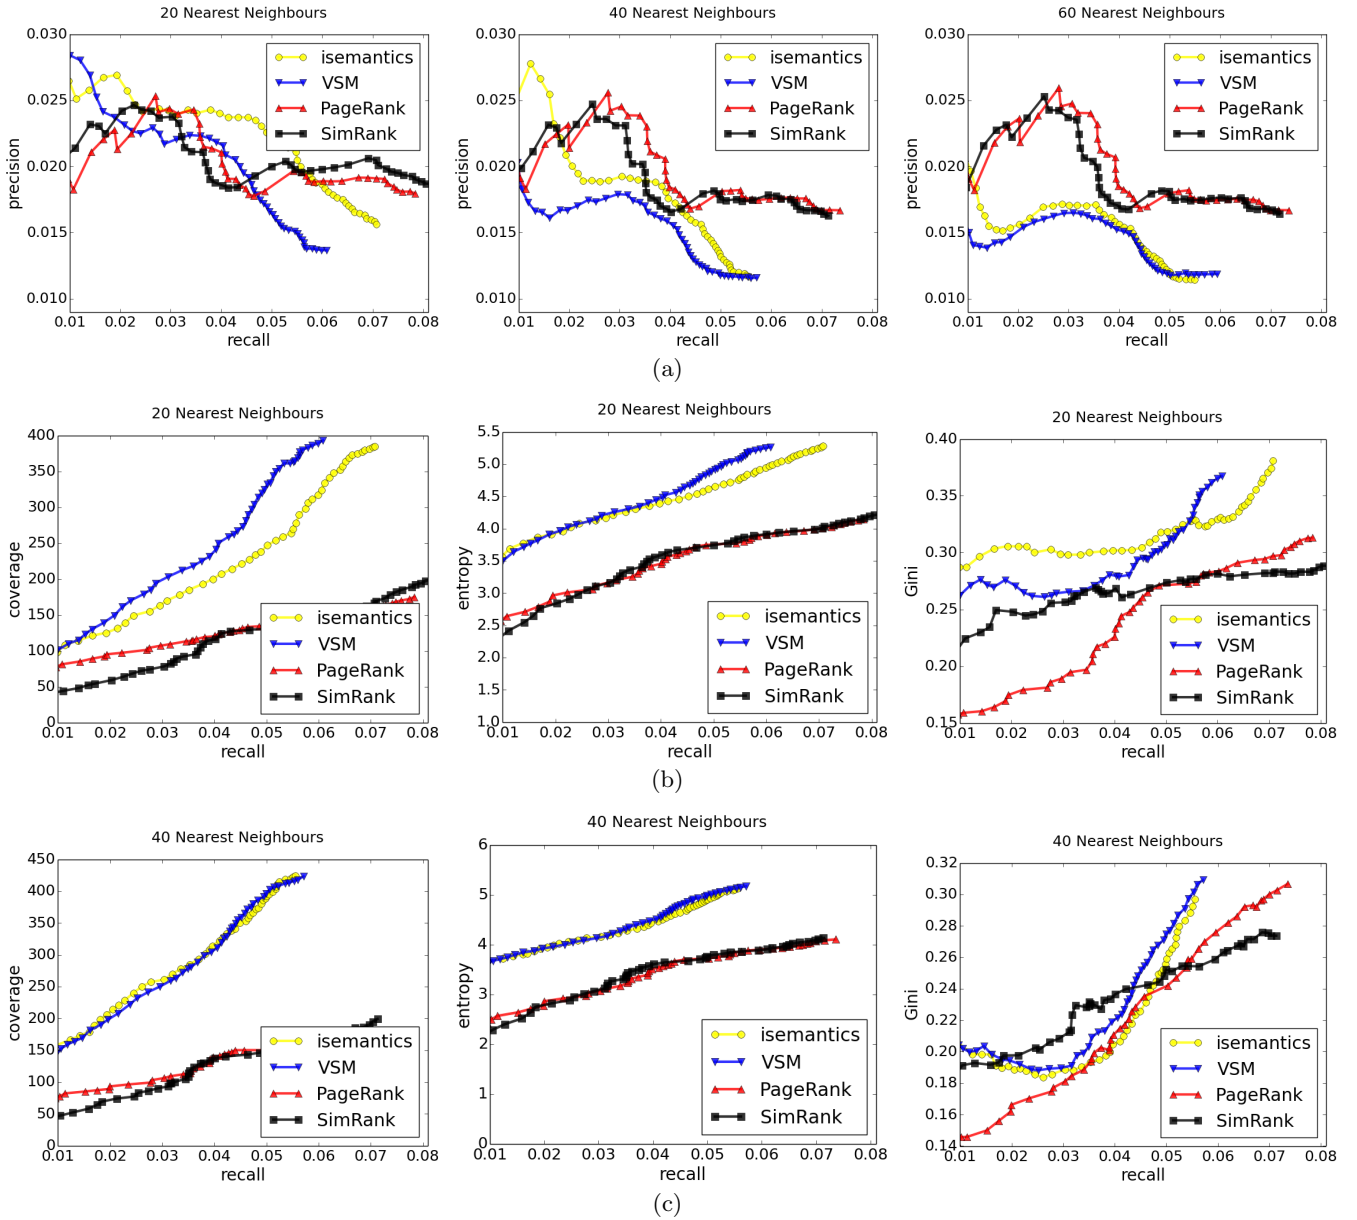 20 Nearest Neighbours
40 Nearest Neighbours
60 Nearest Neighbours
0.030
0.025
0.020
0.015
0.010
precision
isemantics
VSM
PageRank
SimRank
0.01 0.02 0.03 0.04 0.05 0.06 0.07 0.08
recall
0.030
0.025
0.020
0.015
0.010
precision
isemantics
VSM
PageRank
SimRank
0.01 0.02 0.03 0.04 0.05 0.06 0.07 0.08
recall
0.030
0.025
0.020
0.015
0.010
precision
isemantics
VSM
PageRank
SimRank
0.01 0.02 0.03 0.04 0.05 0.06 0.07 0.08
recall
(a)
20 Nearest Neighbours
20 Nearest Neighbours
20 Nearest Neighbours
400
350
300
250
200
150
100
50
0
coverage
isemantics
VSM
PageRank
SimRank
0.01 0.02 0.03 0.04 0.05 0.06 0.07 0.08
recall
5.5
5.0
4.5
4.0
3.5
3.0
2.5
2.0
1.5
1.0
entropy
isemantics
VSM
PageRank
SimRank
0.01 0.02 0.03 0.04 0.05 0.06 0.07 0.08
recall
0.40
0.35
0.30
0.25
0.20
0.15
Gini
isemantics
VSM
PageRank
SimRank
0.01 0.02 0.03 0.04 0.05 0.06 0.07 0.08
recall
(b)
40 Nearest Neighbours
40 Nearest Neighbours
40 Nearest Neighbours
450
400
350
300
250
200
150
100
50
0
coverage
isemantics
VSM
PageRank
SimRank
0.01 0.02 0.03 0.04 0.05 0.06 0.07 0.08
recall
6
5
4
3
2
1
0
entropy
isemantics
VSM
PageRank
SimRank
0.01 0.02 0.03 0.04 0.05 0.06 0.07 0.08
recall
0.32
0.30
0.28
0.26
0.24
0.22
0.20
0.18
0.16
0.14
Gini
isemantics
VSM
PageRank
SimRank
0.01 0.02 0.03 0.04 0.05 0.06 0.07 0.08
recall
(c)